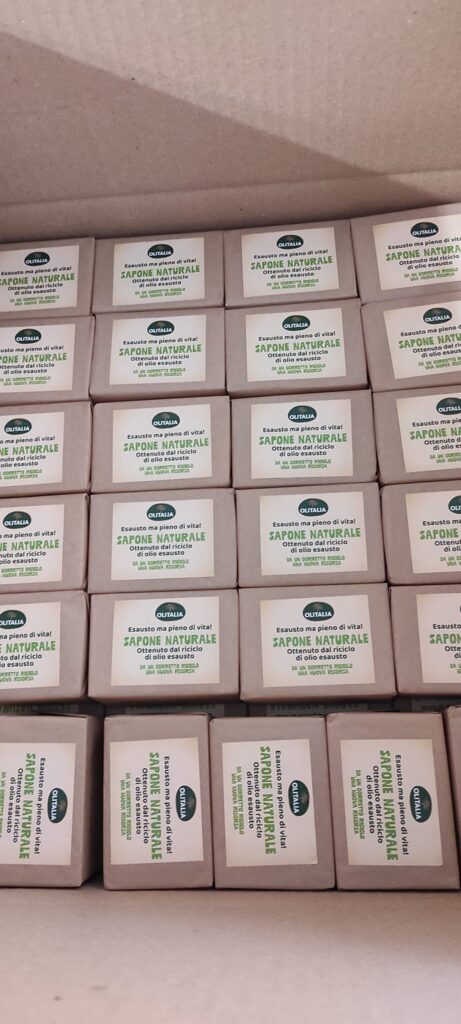 OLITALIA
Esausto ma pieno di vita!
SAPONE NATURALE
Ottenuto dal riciclo
di olio esausto
DA UN CORRETTO RICICLO
UNA NUOVA RISORSA